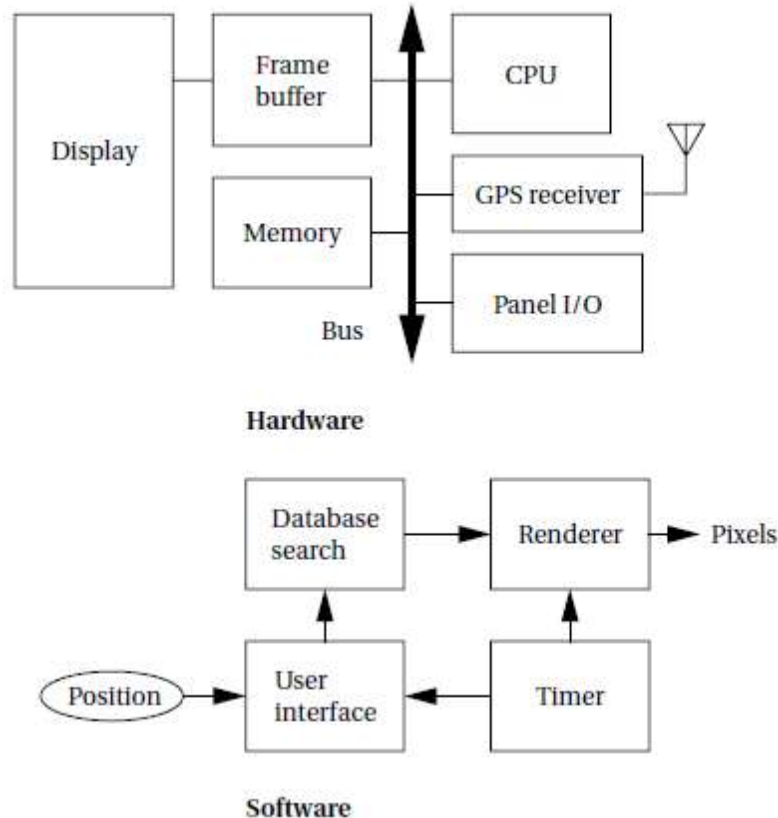 Frame
buffer
CPU
Display
GPS receiver
Memory
Panel I/O
Bus
Hardware
Database
search
Renderer
Pixels
Position
User
interface
Timer
Software